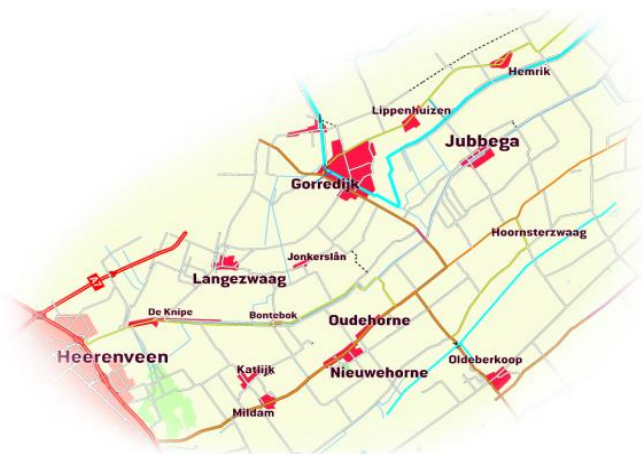 Hemrik
Lippenhuizen
Jubbega
Gorredijk
Hoornsterzwaag
Jonkerslân
Langezwaag
A7
De Knipe
Bontebok
Oudehorne
Heerenveen
Oldeberkoop
Katlijk
Nieuwehorne
Mildam